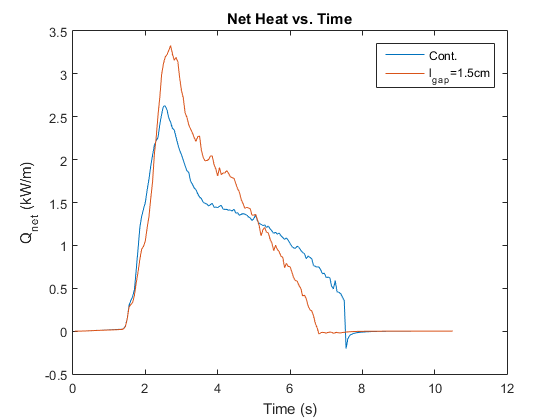 Net Heat vs. Time
Cont.
l_gap=1.5cm
Q_net (kW/m)
3.5
3
2.5
2
1.5
1
0.5
0
-0.5
0 2 4 6 8 10 12
Time (s)